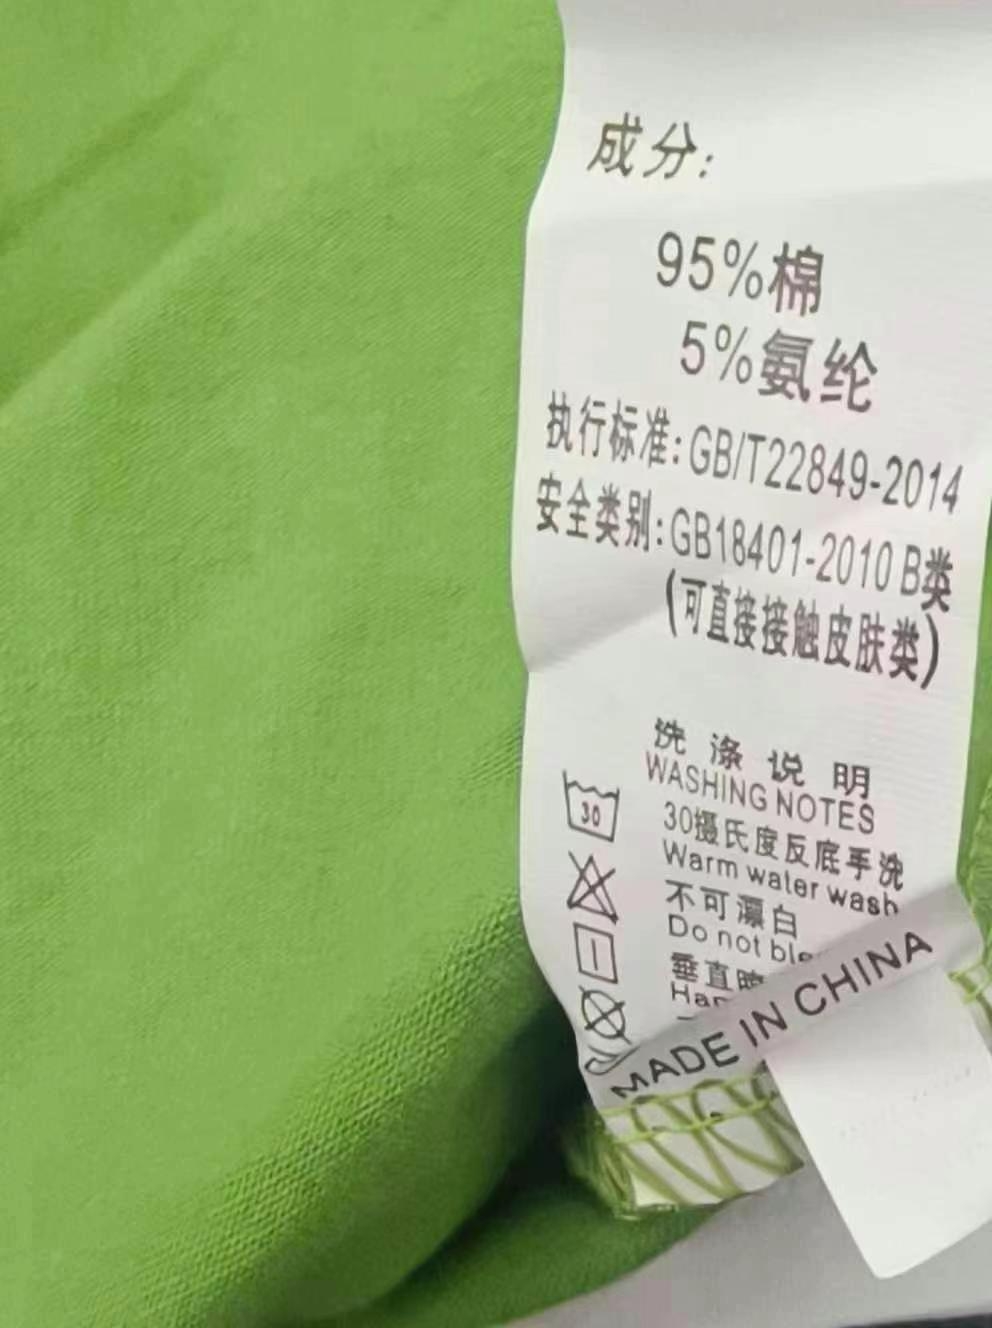 成分:
95%棉
5%氨纶
执行标准:GB/T22849-2014
安全类别:GB18401-2010 B类
(可直接接触皮肤类)
洗涤说明
WASHING NOTES
30
30摄氏度反底手洗
Warm water wash
不可漂白
Do not
垂直
MADE IN CHINA